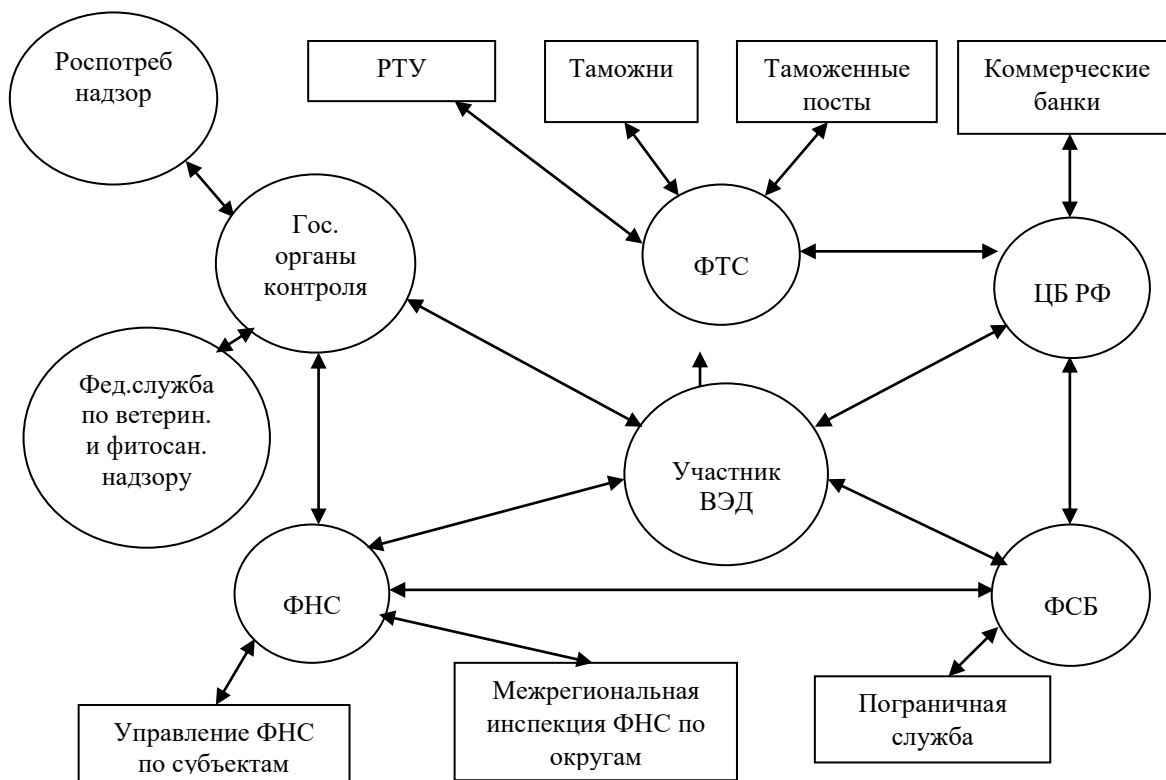 Роспотреб
надзор
РТУ
Таможни
Таможенные
посты
Коммерческие
банки
Гос.
органы
контроля
ФТС
ЦБ РФ
Фед.служба
по ветерин.
и фитосан.
надзору
Участник
ВЭД
ФНС
ФСБ
Управление ФНС
по субъектам
Межрегиональная
инспекция ФНС по
округам
Пограничная
служба